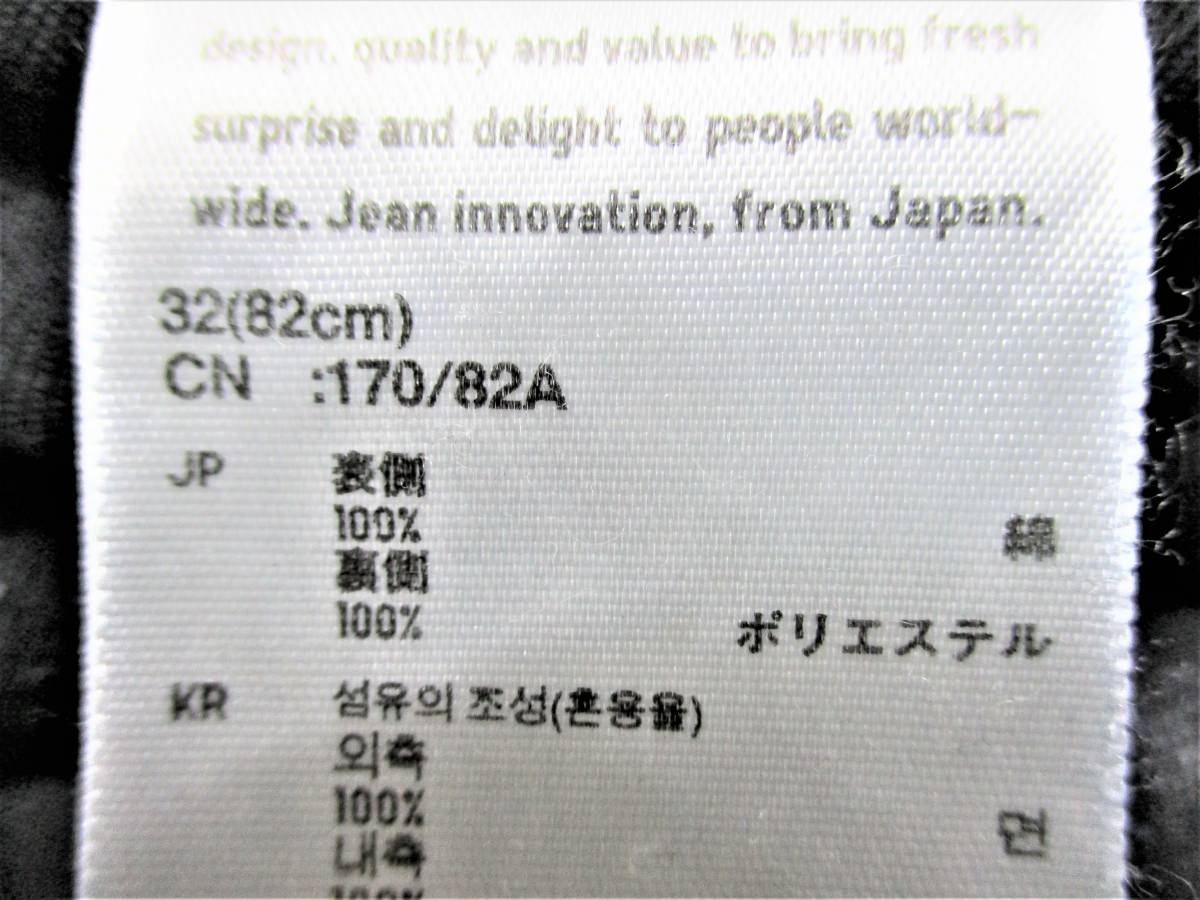 design, quality and value to bring fresh
surprise and delight to people world-
wide. Jean innovation, from Japan.
32(82cm)
CN :170/82A
JP 表側
100% 綿
裏側
100% ポリエステル
KR 섬유의 조성(혼용율)
외측
100% 면
내측
100%